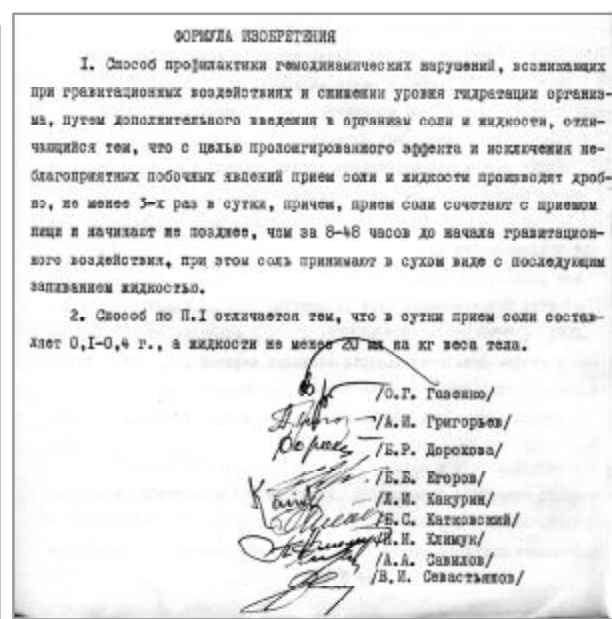 ФОРМУЛА ИЗОБРЕТЕНИЯ
I. Способ профилактики гемодинамических нарушений, возникающих
при гравитационных воздействиях и снижении уровня гидратации организ-
ма, путем дополнительного введения в организм соли и жидкости, отли-
чающийся тем, что с целью пролонгированного эффекта и исключения не-
благоприятных побочных явлений прием соли и жидкости производят дроб-
но, не менее 3-х раз в сутки, причем, прием соли сочетают с приемом
пищи и начинают не позднее, чем за 8-48 часов до начала гравитацион-
ного воздействия, при этом соль принимают в сухом виде с последующим
запиванием жидкостью.
2. Способ по П.I отличается тем, что в сутки прием соли состав-
ляет 0,I-0,4 г., а жидкости не менее 20 мл на кг веса тела.
/О.Г. Газенко/
/А.И. Григорьев/
/Б.Р. Дорохова/
/Б.Б. Егоров/
/Л.И. Какурин/
/Б.С. Катковский/
/П.И. Климук/
/А.А. Савилов/
/В.И. Севастьянов/